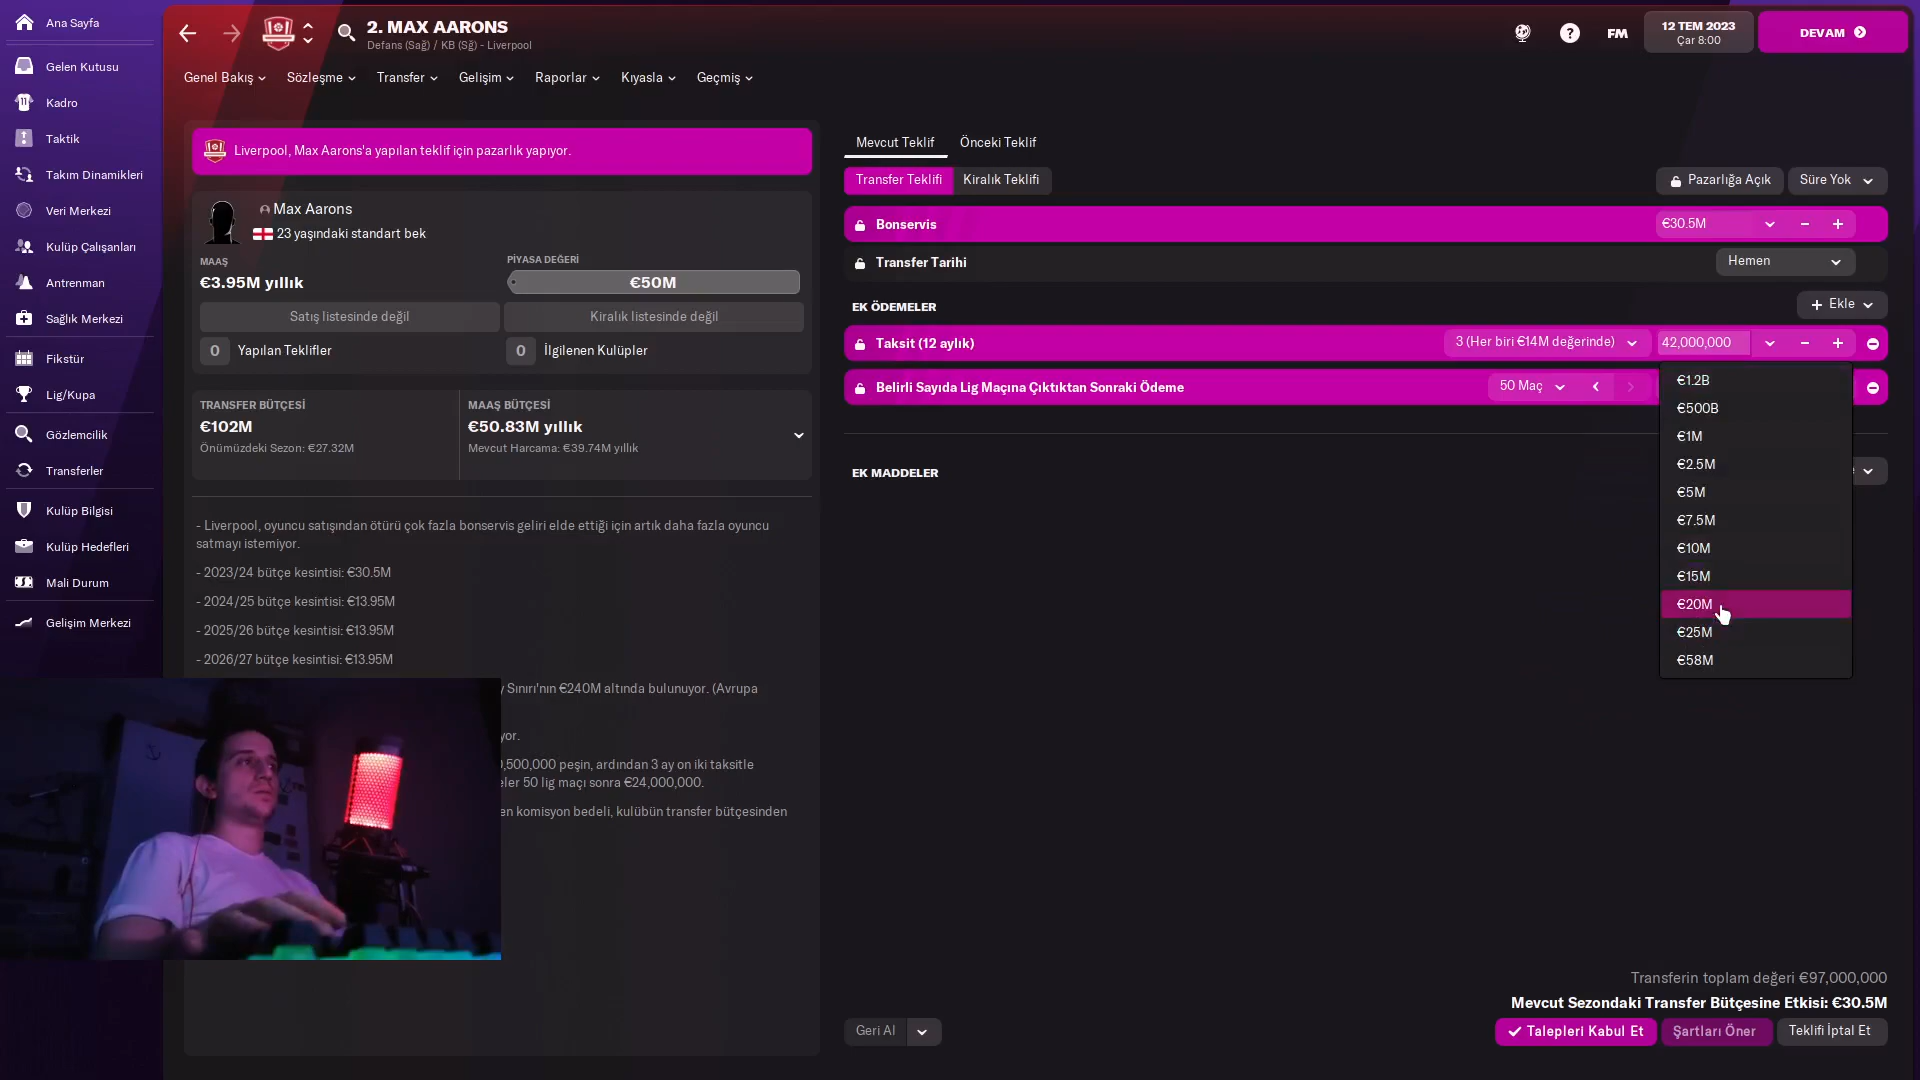 Ana Sayfa
Gelen Kutusu
Kadro
Taktik
Takım Dinamikleri
Veri Merkezi
Kulüp Çalışanları
Antrenman
Sağlık Merkezi
Fikstür
Lig/Kupa
Gözlemcilik
Transferler
Kulüp Bilgisi
Kulüp Hedefleri
Mali Durum
Gelişim Merkezi
2. MAX AARONS
Defans (Sağ) / KB (Sğ) - Liverpool
FM
12 TEM 2023
Çar 8:00
DEVAM
Genel Bakış
Sözleşme
Transfer
Gelişim
Raporlar
Kıyasla
Geçmiş
Liverpool, Max Aarons'a yapılan teklif için pazarlık yapıyor.
Max Aarons
23 yaşındaki standart bek
MAAŞ
€3.95M yıllık
PİYASA DEĞERİ
€50M
Satış listesinde değil
Kiralık listesinde değil
0 Yapılan Teklifler
0 İlgilenen Kulüpler
TRANSFER BÜTÇESİ
€102M
Önümüzdeki Sezon: €27.32M
MAAŞ BÜTÇESİ
€50.83M yıllık
Mevcut Harcama: €39.74M yıllık
- Liverpool, oyuncu satışından ötürü çok fazla bonservis geliri elde ettiği için artık daha fazla oyuncu
satmayı istemiyor.
- 2023/24 bütçe kesintisi: €30.5M
- 2024/25 bütçe kesintisi: €13.95M
- 2025/26 bütçe kesintisi: €13.95M
- 2026/27 bütçe kesintisi: €13.95M
Sınırı'nın €240M altında bulunuyor. (Avrupa
yor.
,500,000 peşin, ardından 3 ay on iki taksitle
eler 50 lig maçı sonra €24,000,000.
en komisyon bedeli, kulübün transfer bütçesinden
Mevcut Teklif
Önceki Teklif
Transfer Teklifi
Kiralık Teklifi
Pazarlığa Açık
Süre Yok
Bonservis
€30.5M
Transfer Tarihi
Hemen
EK ÖDEMELER
Ekle
Taksit (12 aylık)
3 (Her biri €14M değerinde)
42,000,000
Belirli Sayıda Lig Maçına Çıktıktan Sonraki Ödeme
50 Maç
€1.2B
€500B
€1M
€2.5M
€5M
€7.5M
€10M
€15M
€20M
€25M
€58M
EK MADDELER
Transferin toplam değeri €97,000,000
Mevcut Sezondaki Transfer Bütçesine Etkisi: €30.5M
Geri Al
Talepleri Kabul Et
Şartları Öner
Teklifi İptal Et